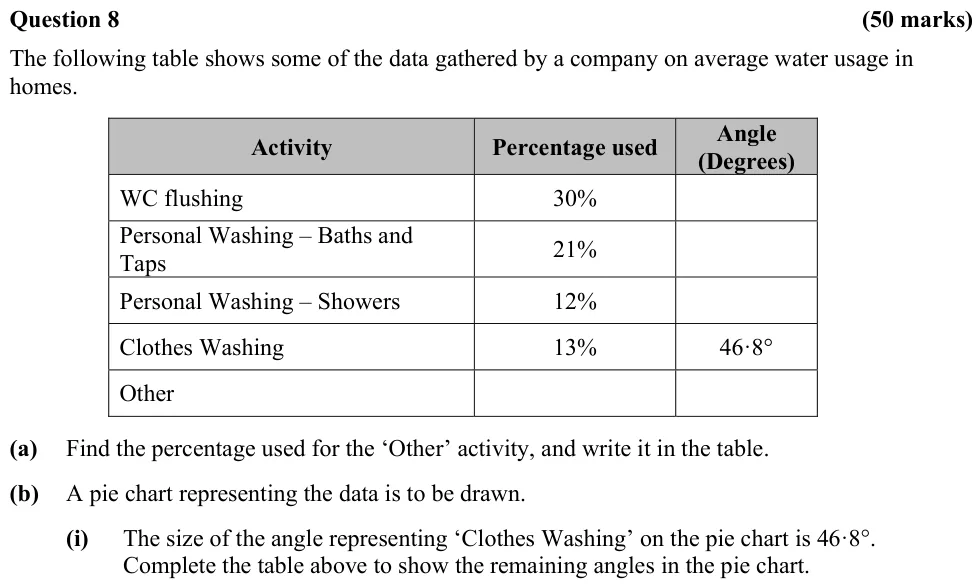 Question 8 (50 marks)
The following table shows some of the data gathered by a company on average water usage in
homes.
Activity Percentage used Angle
(Degrees)
WC flushing 30%
Personal Washing – Baths and
Taps 21%
Personal Washing – Showers 12%
Clothes Washing 13% 46·8°
Other
(a) Find the percentage used for the ‘Other’ activity, and write it in the table.
(b) A pie chart representing the data is to be drawn.
(i) The size of the angle representing ‘Clothes Washing’ on the pie chart is 46·8°.
Complete the table above to show the remaining angles in the pie chart.